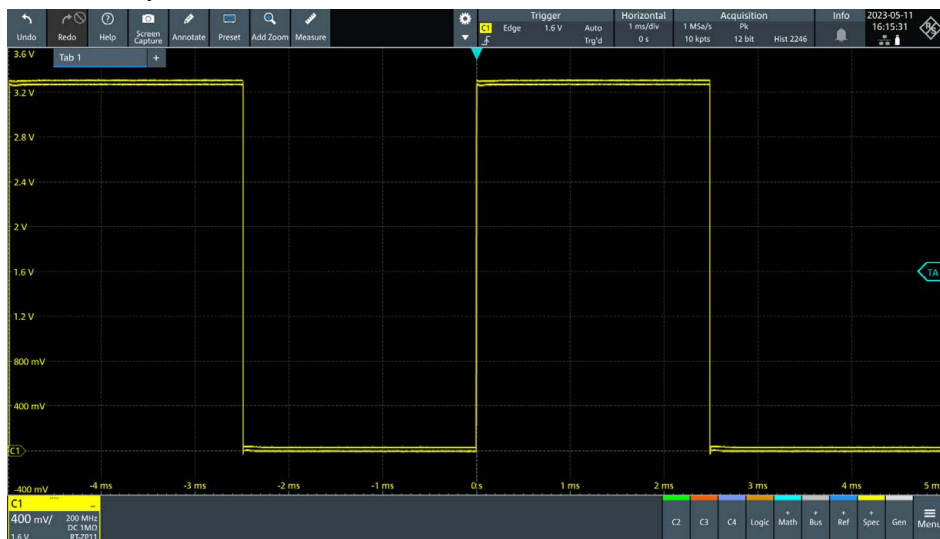 Undo
Redo
Help
Screen Capture
Annotate
Preset
Add Zoom
Measure
C1
Trigger
Edge 1.6 V Auto
Trg'd
Horizontal
1 ms/div
0 s
Acquisition
1 MSa/s Pk
10 kpts 12 bit Hist 2246
Info
2023-05-11
16:15:31
R&S
Tab 1 +
3.6 V
3.2 V
2.8 V
2.4 V
2 V
1.6 V
TA
1.2 V
800 mV
400 mV
C1
-400 mV
-4 ms -3 ms -2 ms -1 ms 0 s 1 ms 2 ms 3 ms 4 ms 5 m
C1
400 mV/ 200 MHz
DC 1MΩ
1.6 V RT-ZP11
C2 C3 C4 Logic + Math + Bus + Ref + Spec Gen Menu